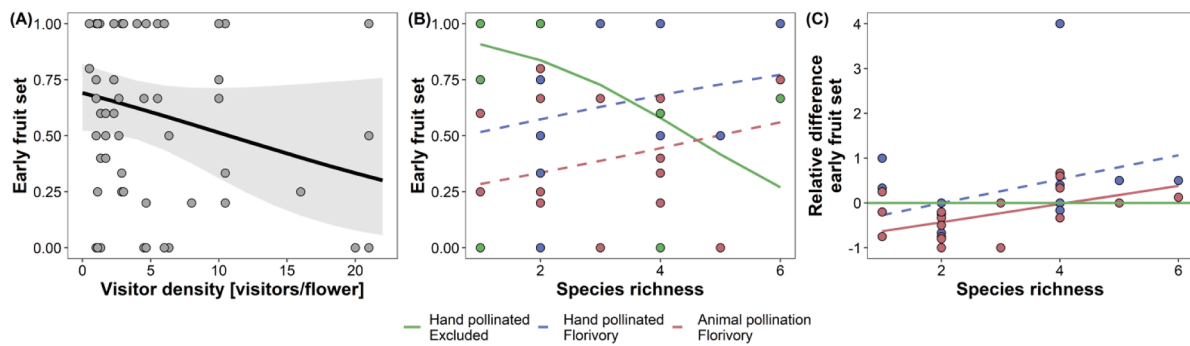 (A)
Early fruit set
1.00
0.75
0.50
0.25
0.00
0
5
10
15
20
Visitor density [visitors/flower]
(B)
Early fruit set
1.00
0.75
0.50
0.25
0.00
2
4
6
Species richness
(C)
Relative difference
early fruit set
4
3
2
1
0
-1
2
4
6
Species richness
Hand pollinated
Excluded
Hand pollinated
Florivory
Animal pollination
Florivory